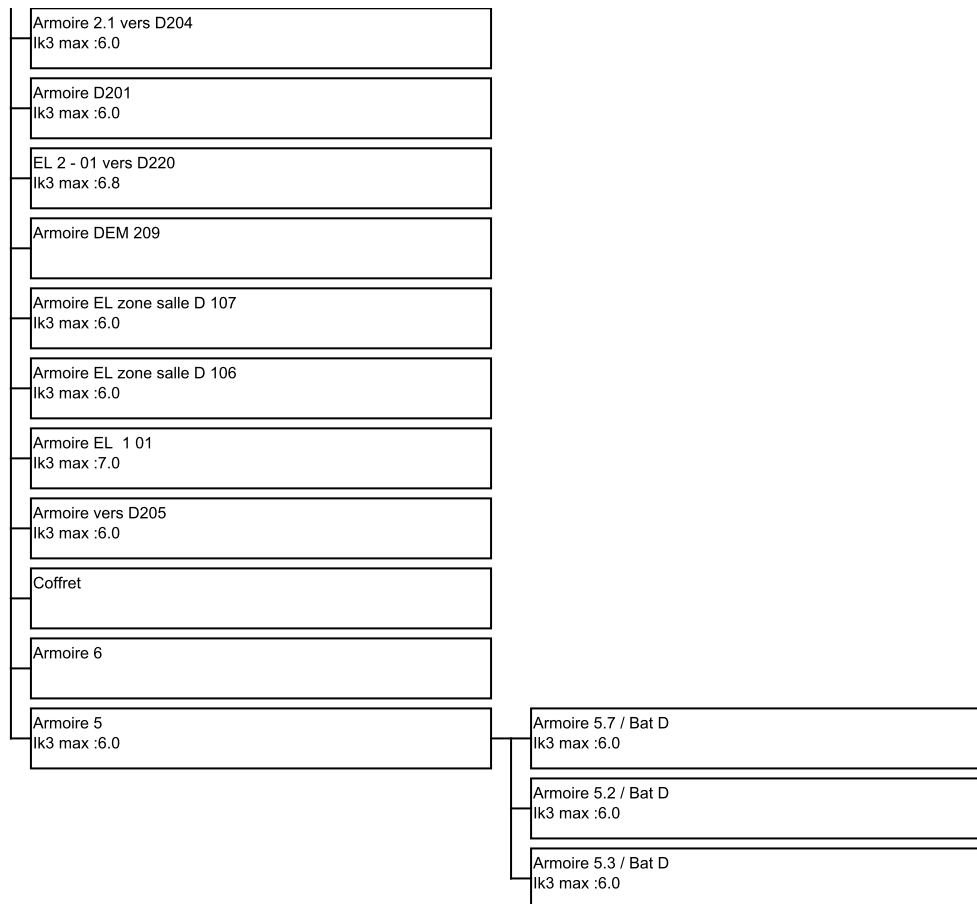 Armoire 2.1 vers D204
Ik3 max :6.0
Armoire D201
Ik3 max :6.0
EL 2 - 01 vers D220
Ik3 max :6.8
Armoire DEM 209
Armoire EL zone salle D 107
Ik3 max :6.0
Armoire EL zone salle D 106
Ik3 max :6.0
Armoire EL  1 01
Ik3 max :7.0
Armoire vers D205
Ik3 max :6.0
Coffret
Armoire 6
Armoire 5
Ik3 max :6.0
Armoire 5.7 / Bat D
Ik3 max :6.0
Armoire 5.2 / Bat D
Ik3 max :6.0
Armoire 5.3 / Bat D
Ik3 max :6.0